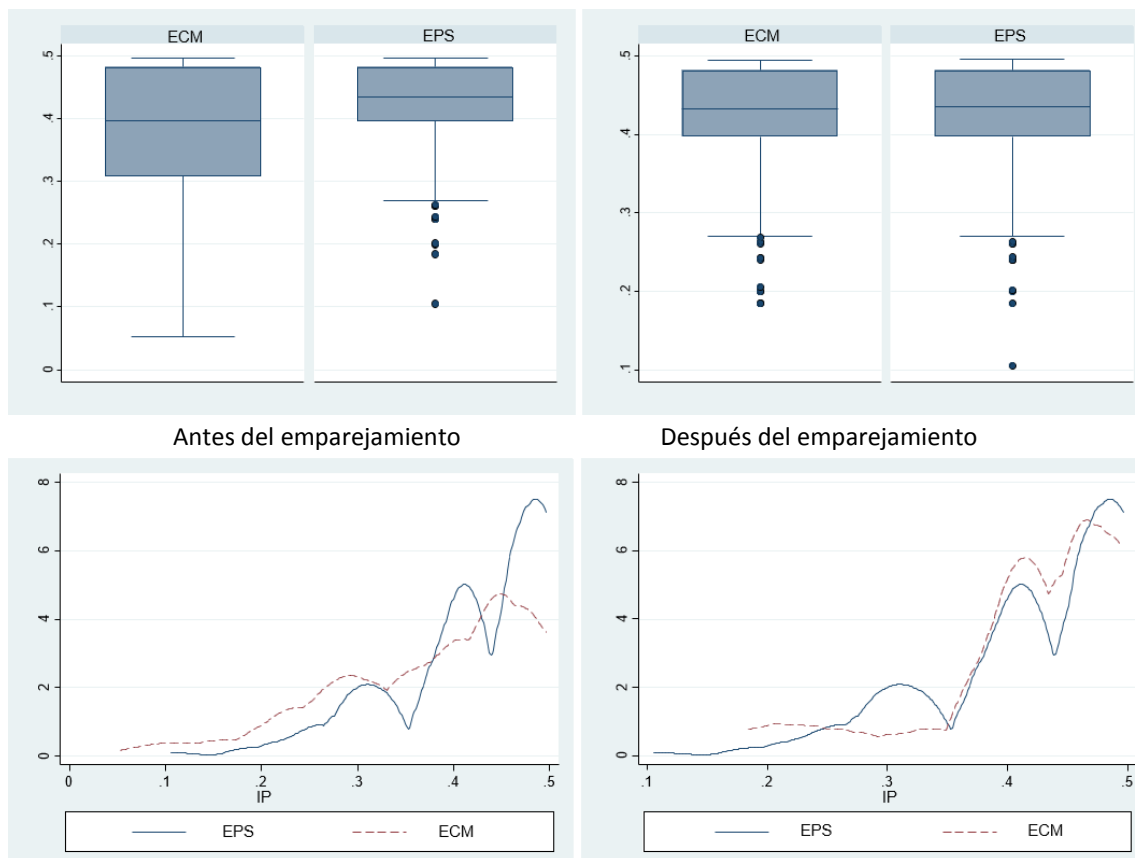 ECM EPS
.5
.4
.3
.2
.1
0
ECM EPS
.5
.4
.3
.2
.1
Antes del emparejamiento
Después del emparejamiento
8
6
4
2
0
0 .1 .2 .3 .4 .5
IP
EPS ECM
8
6
4
2
0
.1 .2 .3 .4 .5
IP
EPS ECM